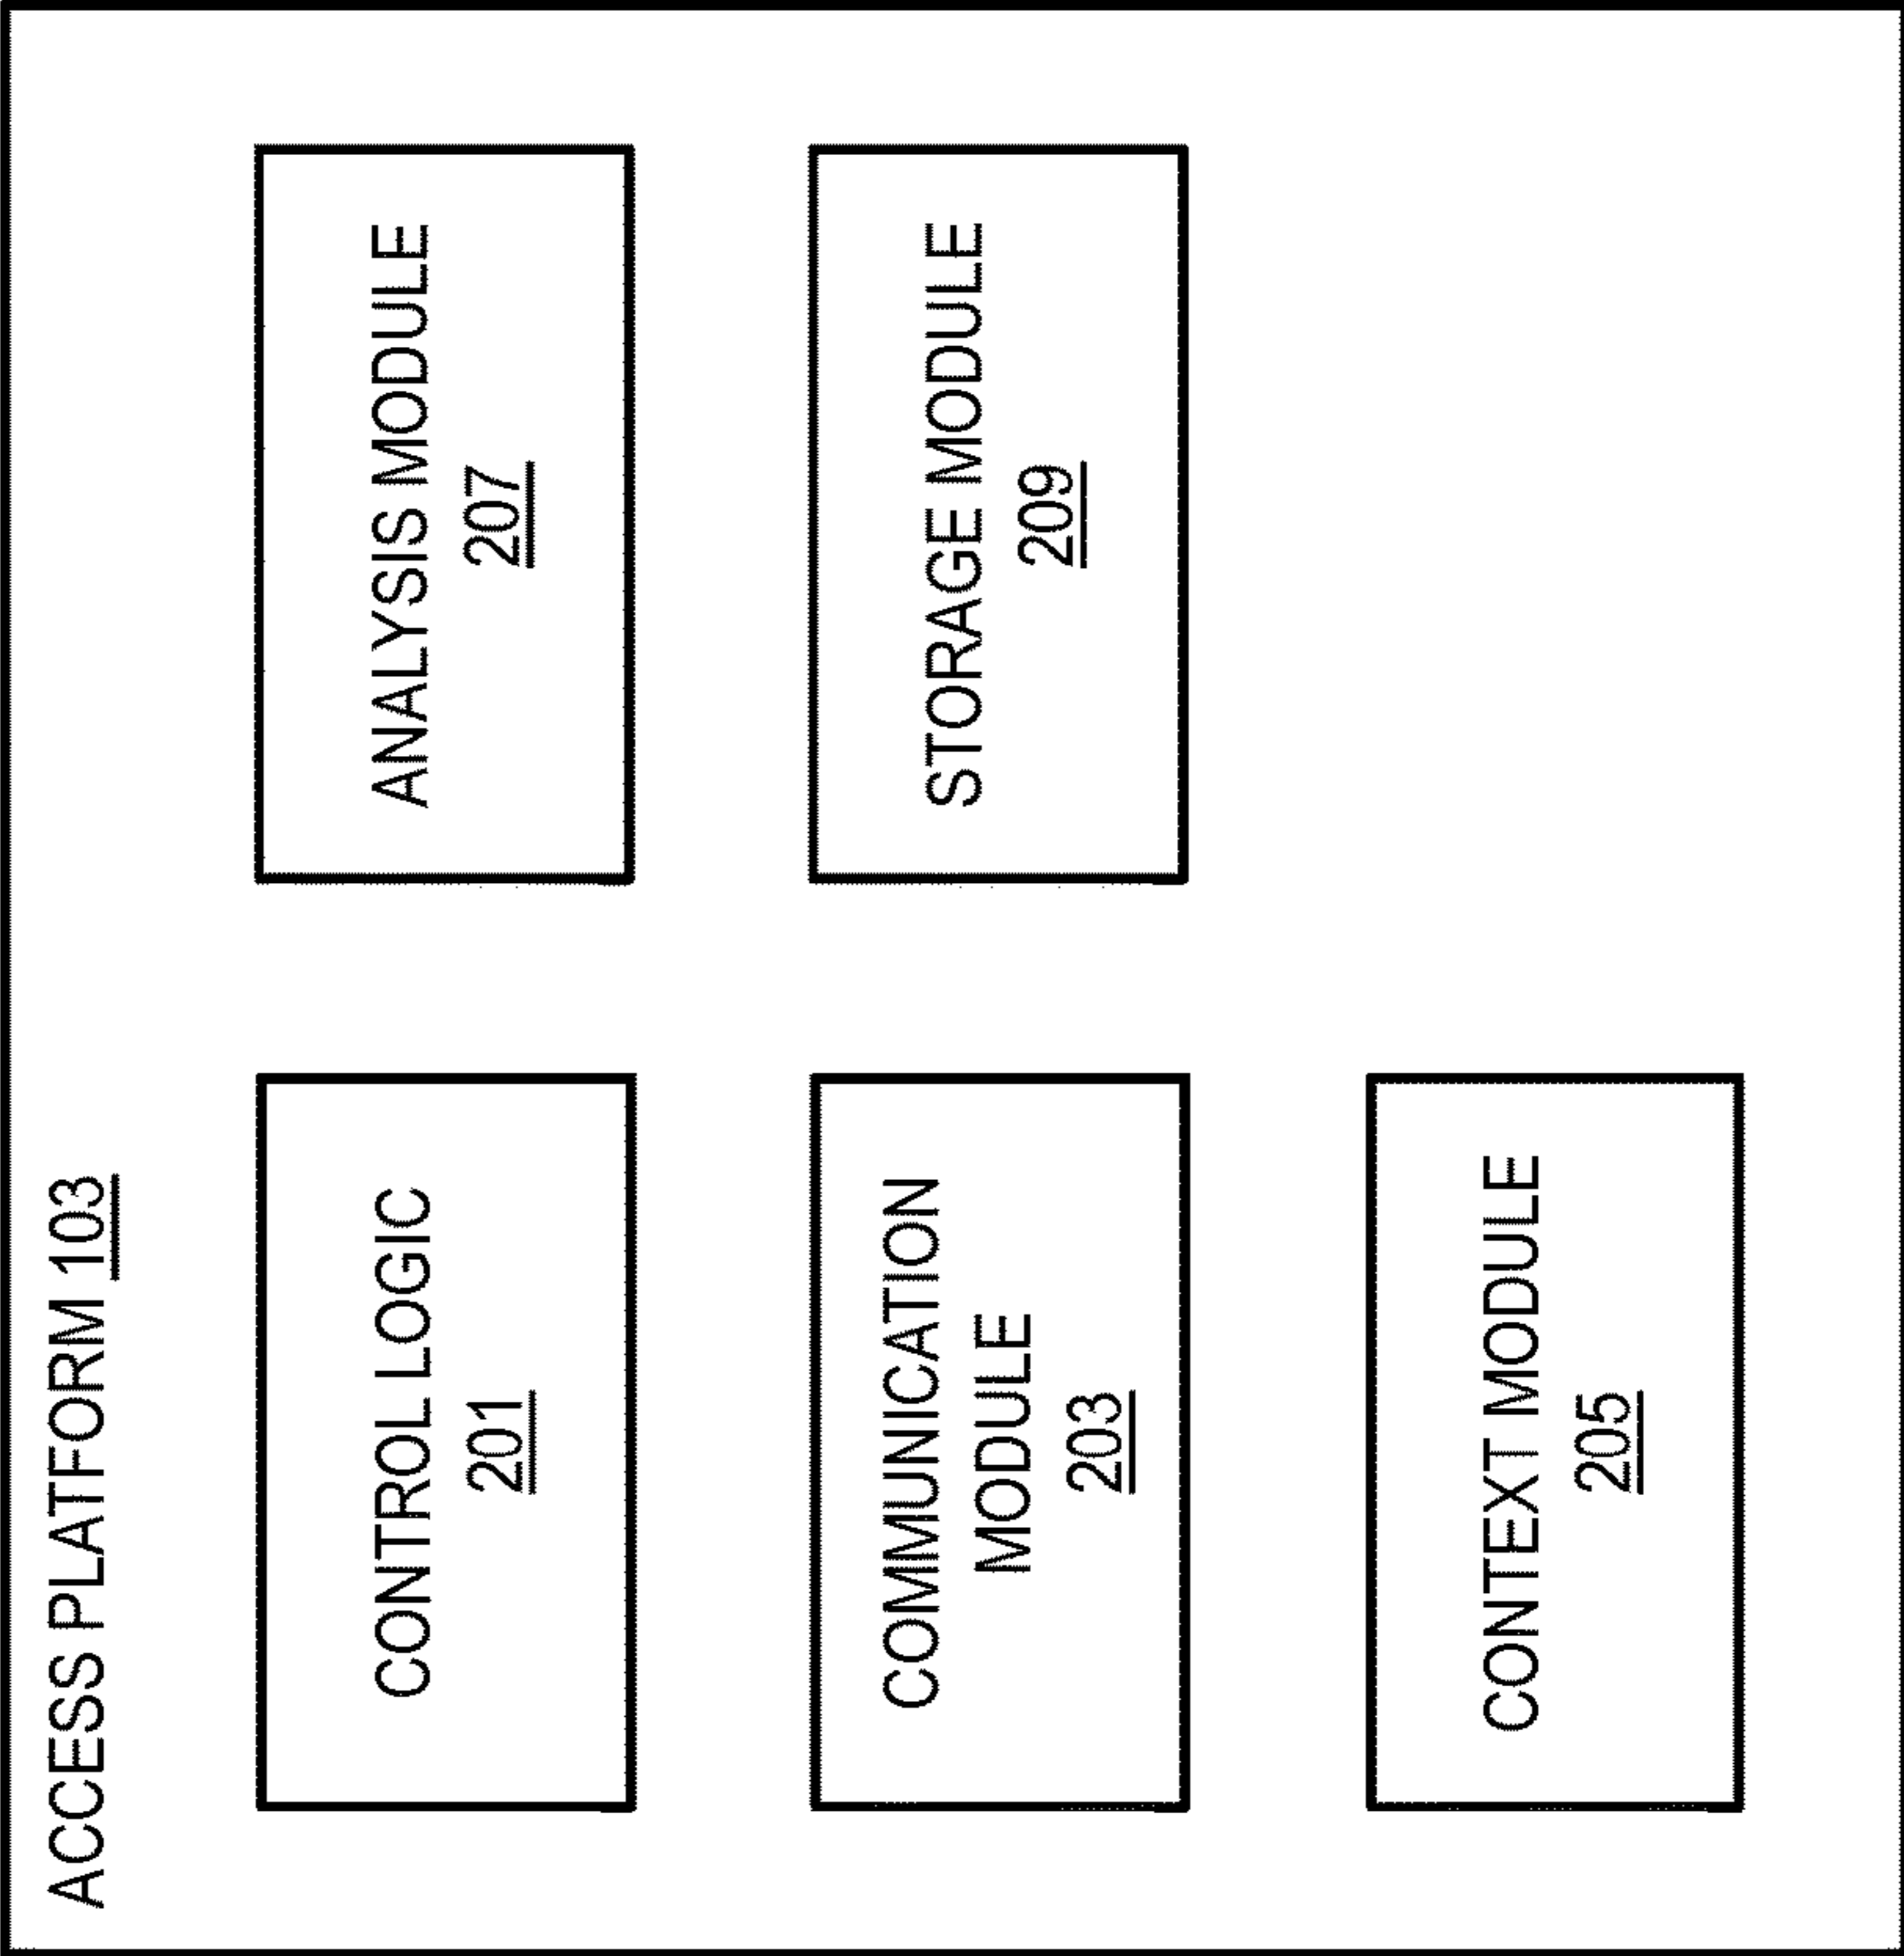 ACCESS PLATFORM 103
CONTROL LOGIC
201
COMMUNICATION
MODULE
203
CONTEXT MODULE
205
ANALYSIS MODULE
207
STORAGE MODULE
209